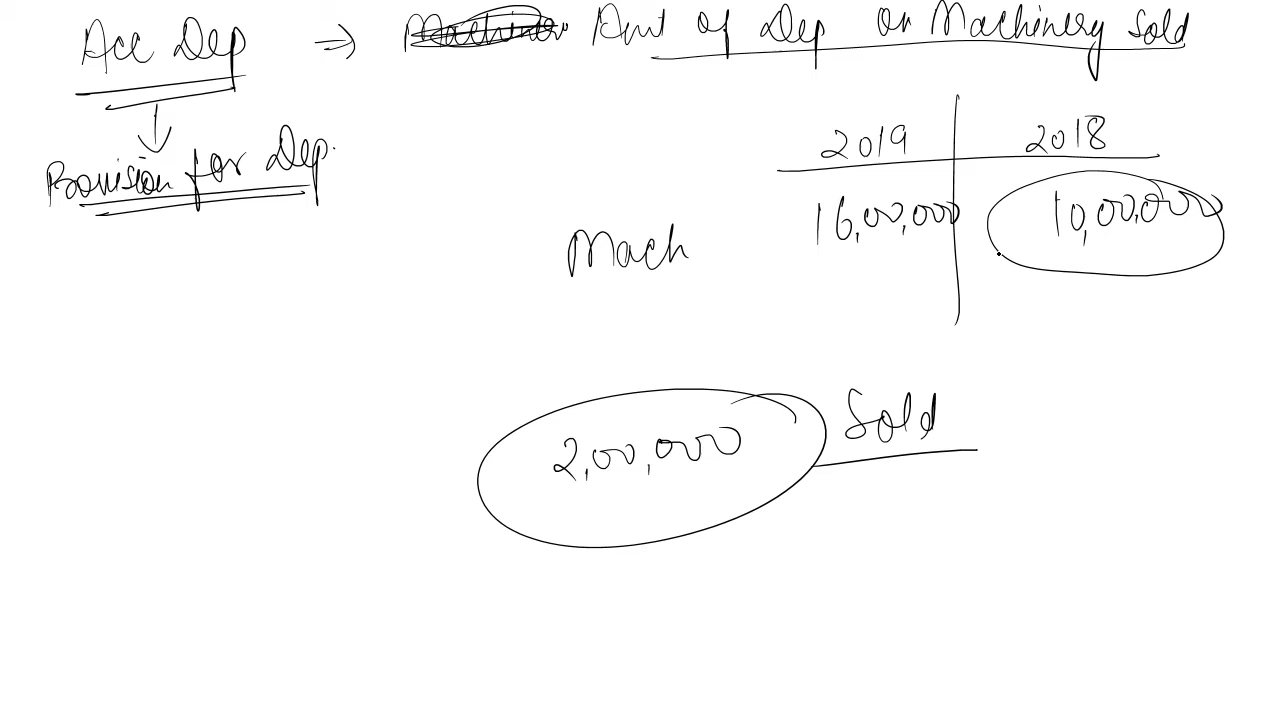 Acc Dep ⇒ Machinery Amt of Dep on Machinery Sold
↓
Provision for Dep.
2019 2018
Mach 16,00,000 10,00,000
2,00,000 Sold